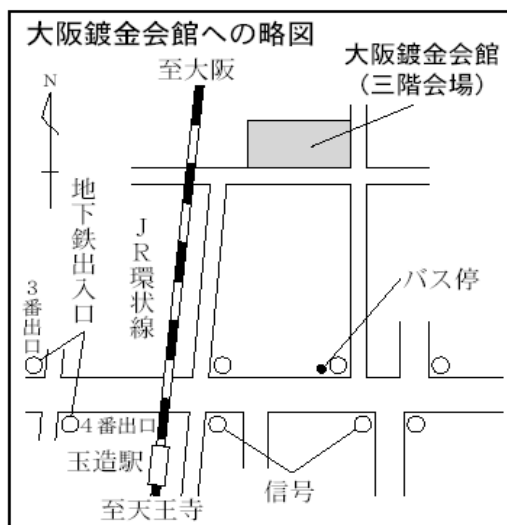 大阪鍍金会館への略図
至大阪
大阪鍍金会館
（三階会場）
N
地下鉄出入口
JR環状線
3番出口
バス停
4番出口
玉造駅
信号
至天王寺